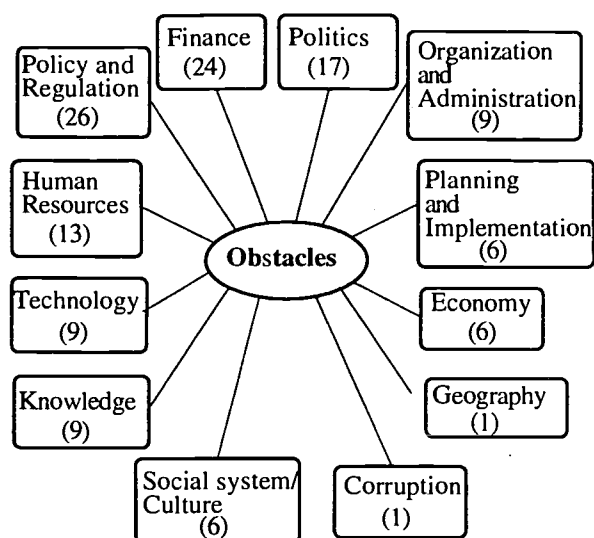 Finance
(24)
Politics
(17)
Organization
and
Administration
(9)
Policy and
Regulation
(26)
Human
Resources
(13)
Planning
and
Implementation
(6)
Obstacles
Technology
(9)
Economy
(6)
Knowledge
(9)
Geography
(1)
Social system/
Culture
(6)
Corruption
(1)